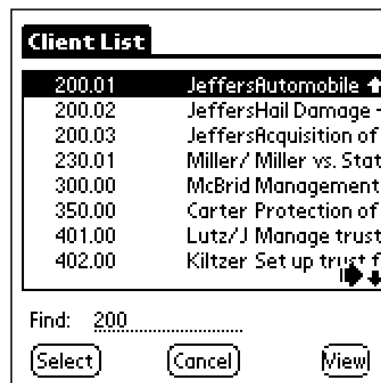 Client List
200.01 JeffersAutomobile
200.02 JeffersHail Damage -
200.03 JeffersAcquisition of
230.01 Miller/ Miller vs. Stat
300.00 McBrid Management
350.00 Carter Protection of
401.00 Lutz/J Manage trust
402.00 Kiltzer Set up trust f
Find: 200
Select Cancel View